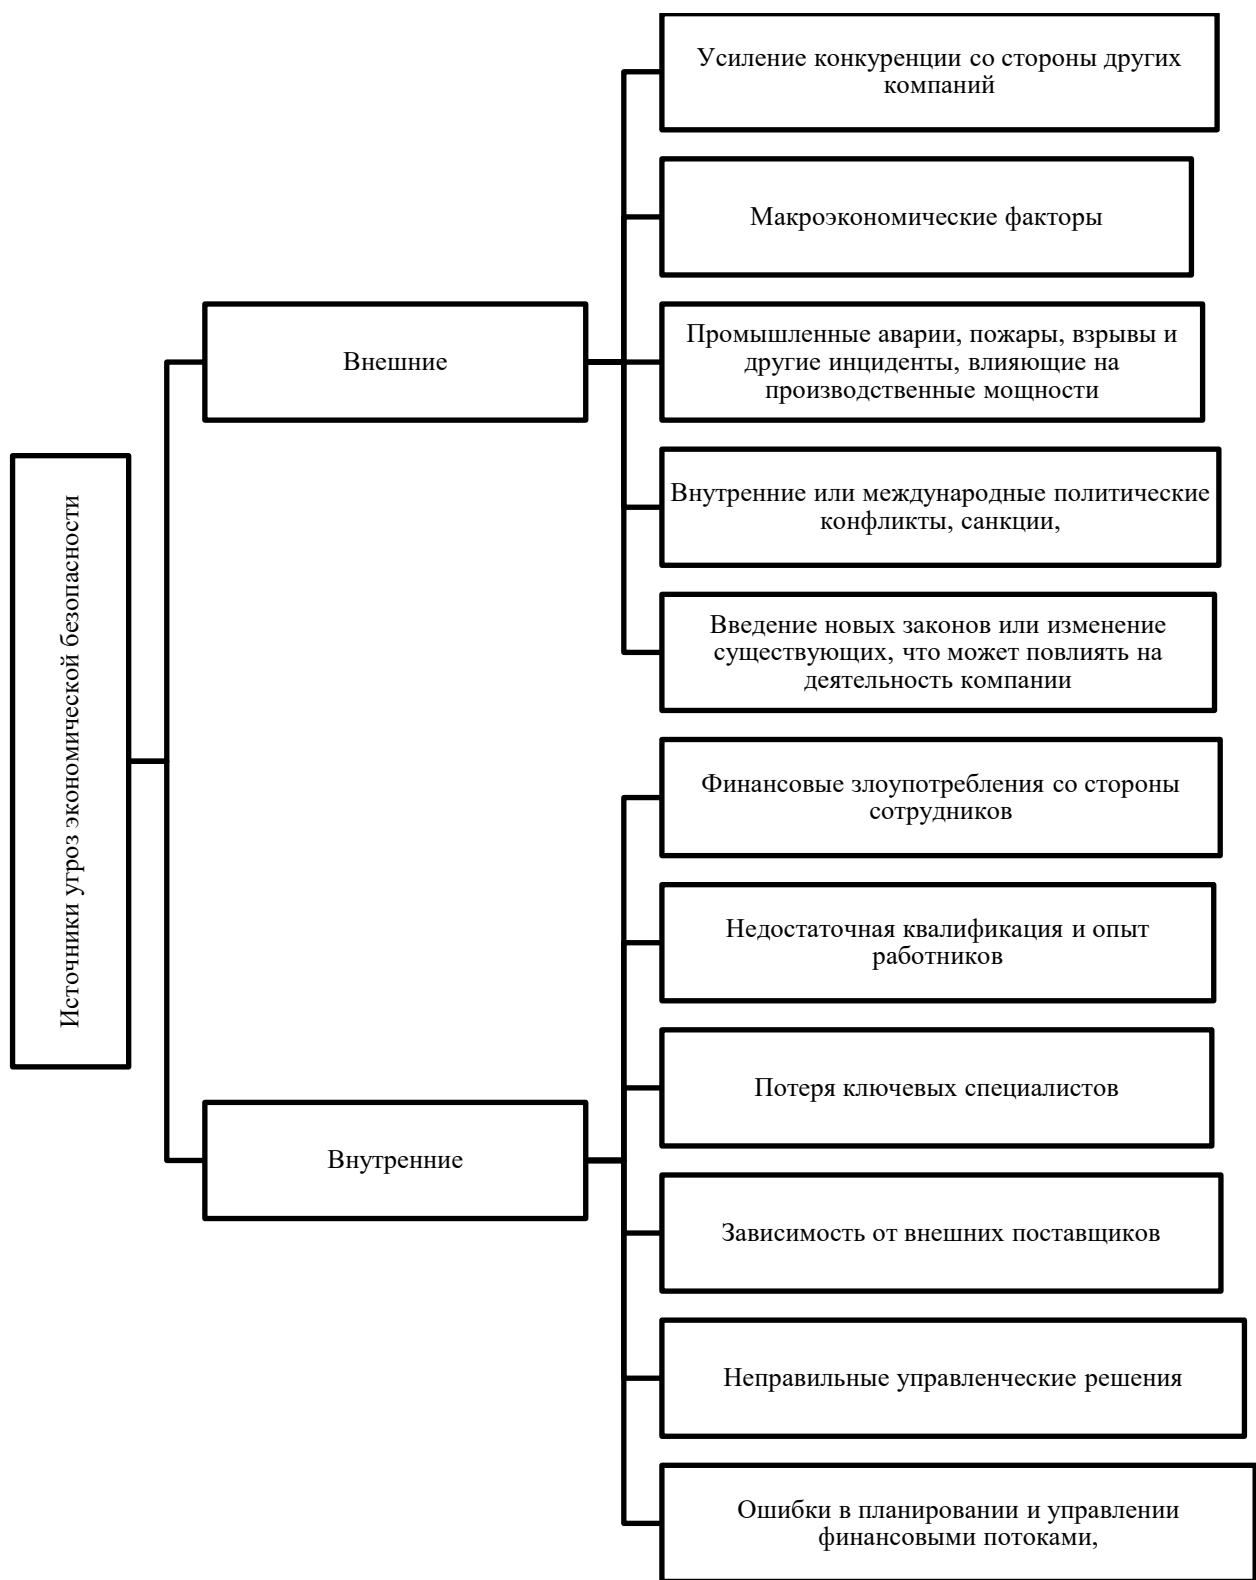 Источники угроз экономической безопасности
Внешние
Усиление конкуренции со стороны других
компаний
Макроэкономические факторы
Промышленные аварии, пожары, взрывы и
другие инциденты, влияющие на
производственные мощности
Внутренние или международные политические
конфликты, санкции,
Введение новых законов или изменение
существующих, что может повлиять на
деятельность компании
Внутренние
Финансовые злоупотребления со стороны
сотрудников
Недостаточная квалификация и опыт
работников
Потеря ключевых специалистов
Зависимость от внешних поставщиков
Неправильные управленческие решения
Ошибки в планировании и управлении
финансовыми потоками,